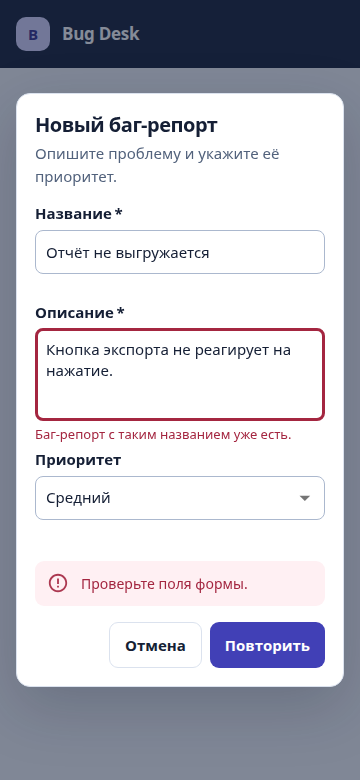 B
Bug Desk
Новый баг-репорт
Опишите проблему и укажите её
приоритет.
Название *
Отчёт не выгружается
Описание *
Кнопка экспорта не реагирует на
нажатие.
Баг-репорт с таким названием уже есть.
Приоритет
Средний
Проверьте поля формы.
Отмена
Повторить